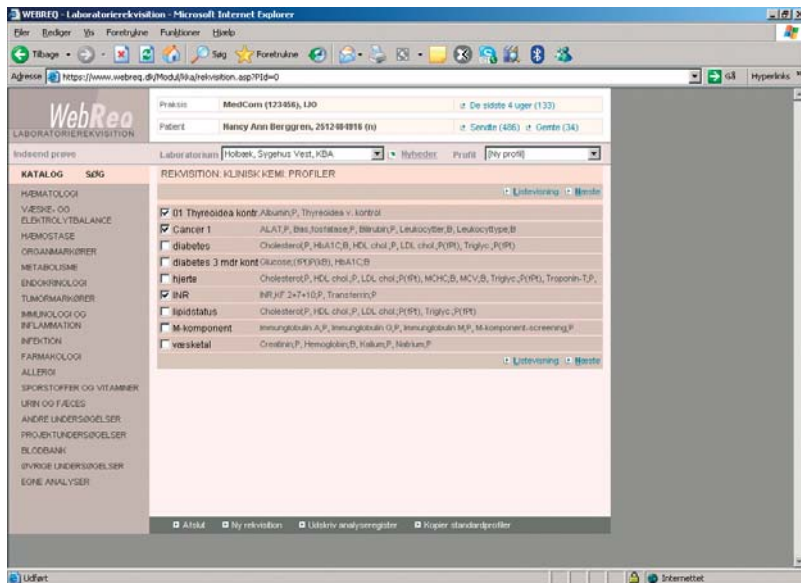 WEBREQ - Laboratorierekvisition - Microsoft Internet Explorer
Filer Rediger Vis Foretrukne Funktioner Hjælp
Tilbage Søg Foretrukne
Adresse https://www.webreq.dk/Modul/kka/rekvisition.asp?PId=0 Gå Hyperlinks
WebReq
LABORATORIEREKVISITION
Praksis MedCom (123456), IJO De sidste 4 uger (133)
Patient Nancy Ann Berggren, (n) Sendte (486) Gemte (34)
Indsend prøve Laboratorium Holbæk, Sygehus Vest, KBA Nyheder Profil [Ny profil]
KATALOG SØG
REKVISITION: KLINISK KEMI. PROFILER
Listevisning Næste
HÆMATOLOGI
VÆSKE- OG
ELEKTROLYTBALANCE
HÆMOSTASE
ORGANMARKØRER
METABOLISME
ENDOKRINOLOGI
TUMORMARKØRER
IMMUNOLOGI OG
INFLAMMATION
INFEKTION
FARMAKOLOGI
ALLERGI
SPORSTOFFER OG VITAMINER
URIN OG FÆCES
ANDRE UNDERSØGELSER
PROJEKTUNDERSØGELSER
BLODBANK
ØVRIGE UNDERSØGELSER
EGNE ANALYSER
01 Thyreoidea kontr. Albumin;P, Thyreoidea v. kontrol
Cancer 1 ALAT;P, Bas.fosfatase;P, Bilirubin;P, Leukocytter;B, Leukocyttype;B
diabetes Cholesterol;P, HbA1C;B, HDL chol.;P, LDL chol.;P(fPt), Triglyc.;P(fPt)
diabetes 3 mdr kont Glucose;(fPt)P(kB), HbA1C;B
hjerte Cholesterol;P, HDL chol.;P, LDL chol.;P(fPt), MCHC;B, MCV;B, Triglyc.;P(fPt), Troponin-T;P,
INR INR;KF 2+7+10;P, Transferrin;P
lipidstatus Cholesterol;P, HDL chol.;P, LDL chol.;P(fPt), Triglyc.;P(fPt)
M-komponent Immunglobulin A;P, Immunglobulin G;P, Immunglobulin M;P, M-komponent-screening;P
væsketal Creatinin;P, Hemoglobin;B, Kalium;P, Natrium;P
Listevisning Næste
Afslut Ny rekvisition Udskriv analyseregister Kopier standardprofiler
Udført Internettet